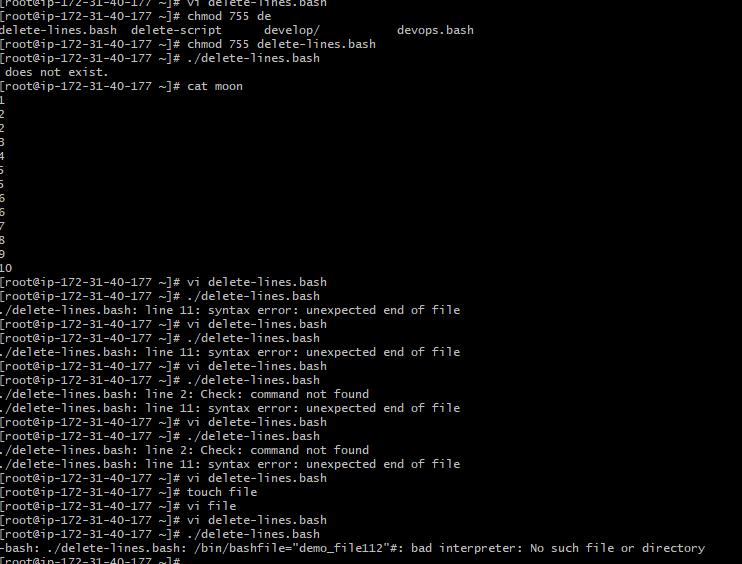 [root@ip-172-31-40-177 ~]# vi delete-lines.bash
[root@ip-172-31-40-177 ~]# chmod 755 de
delete-lines.bash  delete-script      develop/           devops.bash
[root@ip-172-31-40-177 ~]# chmod 755 delete-lines.bash
[root@ip-172-31-40-177 ~]# ./delete-lines.bash
 does not exist.
[root@ip-172-31-40-177 ~]# cat moon
1
2
2
3
4
5
5
6
6
7
8
9
10
[root@ip-172-31-40-177 ~]# vi delete-lines.bash
[root@ip-172-31-40-177 ~]# ./delete-lines.bash
./delete-lines.bash: line 11: syntax error: unexpected end of file
[root@ip-172-31-40-177 ~]# vi delete-lines.bash
[root@ip-172-31-40-177 ~]# ./delete-lines.bash
./delete-lines.bash: line 11: syntax error: unexpected end of file
[root@ip-172-31-40-177 ~]# vi delete-lines.bash
[root@ip-172-31-40-177 ~]# ./delete-lines.bash
./delete-lines.bash: line 2: Check: command not found
./delete-lines.bash: line 11: syntax error: unexpected end of file
[root@ip-172-31-40-177 ~]# vi delete-lines.bash
[root@ip-172-31-40-177 ~]# ./delete-lines.bash
./delete-lines.bash: line 2: Check: command not found
./delete-lines.bash: line 11: syntax error: unexpected end of file
[root@ip-172-31-40-177 ~]# vi delete-lines.bash
[root@ip-172-31-40-177 ~]# touch file
[root@ip-172-31-40-177 ~]# vi file
[root@ip-172-31-40-177 ~]# vi delete-lines.bash
[root@ip-172-31-40-177 ~]# ./delete-lines.bash
-bash: ./delete-lines.bash: /bin/bashfile="demo_file112"#: bad interpreter: No such file or directory
[root@ip-172-31-40-177 ~]#